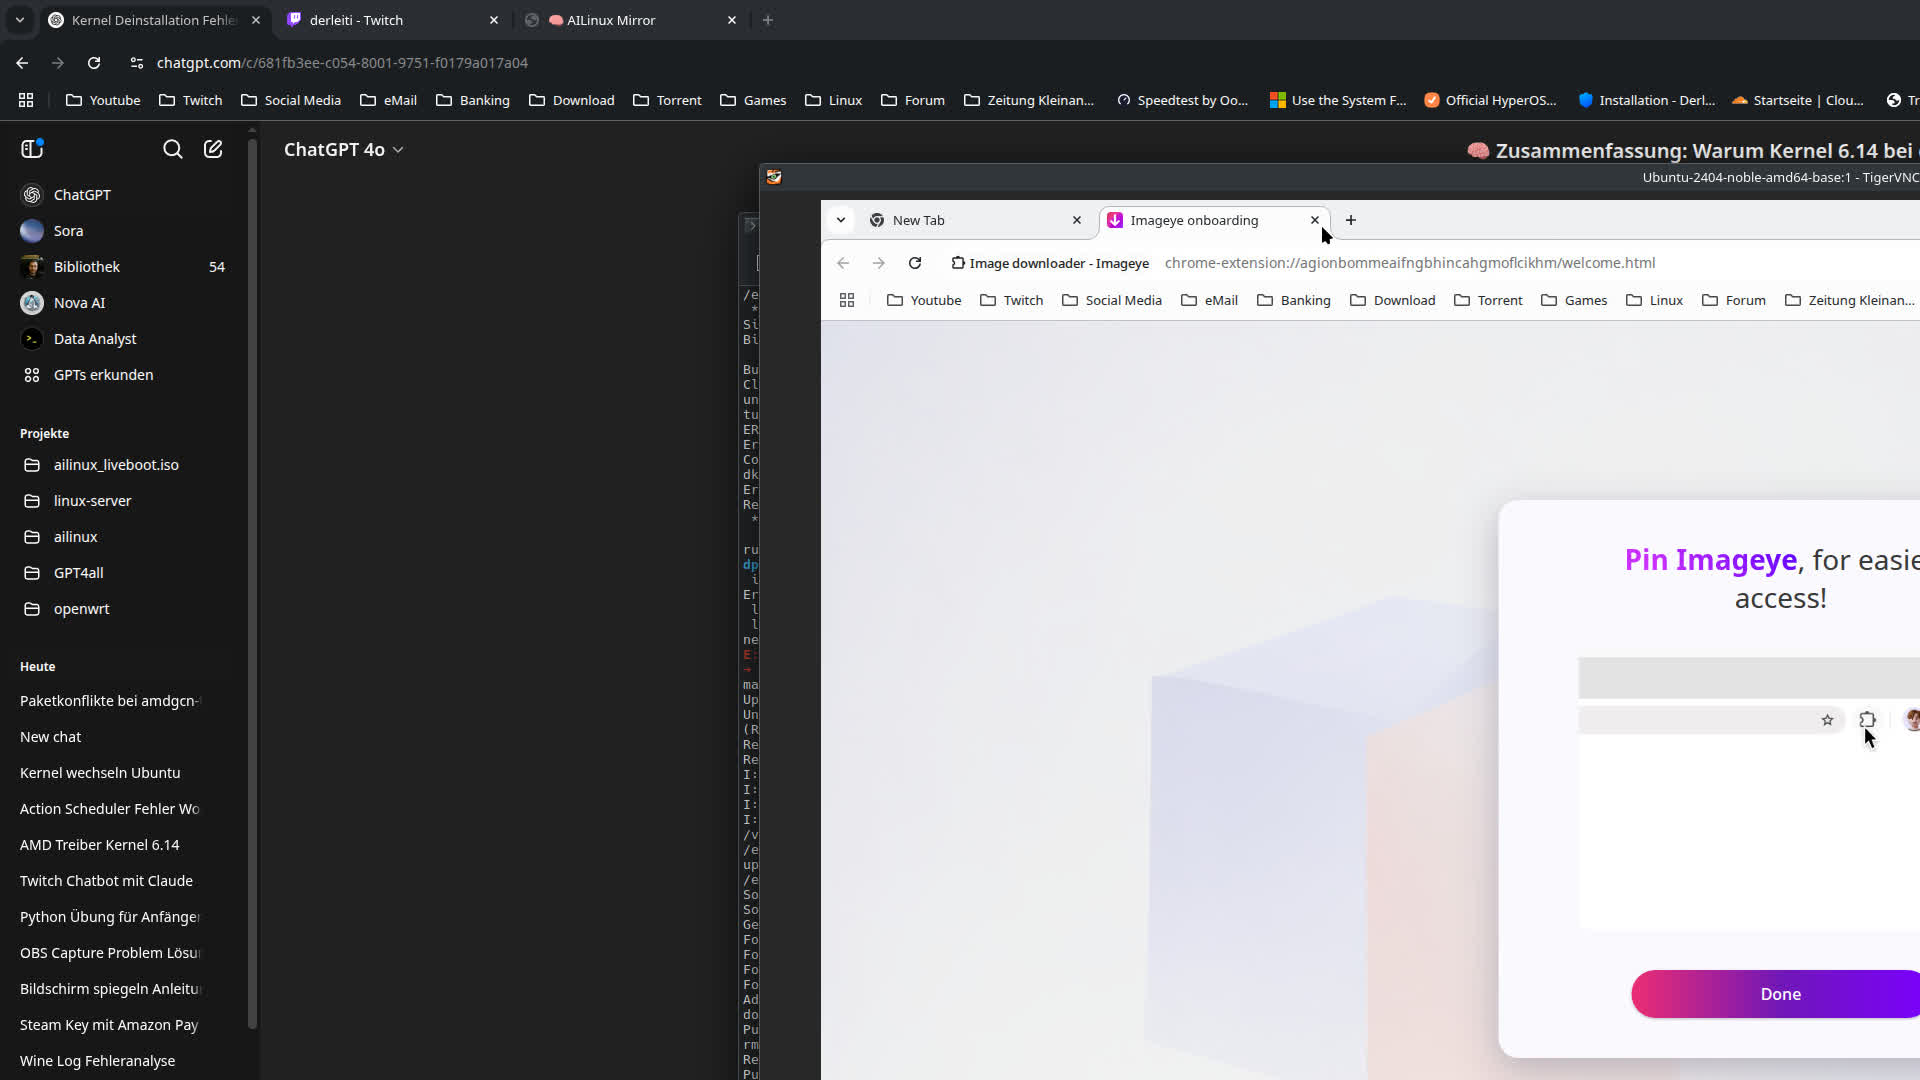 Kernel Deinstallation Fehle
derleiti - Twitch
AILinux Mirror
chatgpt.com/c/681fb3ee-c054-8001-9751-f0179a017a04
Youtube
Twitch
Social Media
eMail
Banking
Download
Torrent
Games
Linux
Forum
Zeitung Kleinan...
Speedtest by Oo...
Use the System F...
Official HyperOS...
Installation - Derl...
Startseite | Clou...
Tr
ChatGPT 4o
Zusammenfassung: Warum Kernel 6.14 bei
ChatGPT
Sora
Bibliothek 54
Nova AI
Data Analyst
GPTs erkunden
Projekte
ailinux_liveboot.iso
linux-server
ailinux
GPT4all
openwrt
Heute
Paketkonflikte bei amdgcn-
New chat
Kernel wechseln Ubuntu
Action Scheduler Fehler Wo
AMD Treiber Kernel 6.14
Twitch Chatbot mit Claude
Python Übung für Anfänger
OBS Capture Problem Lösu
Bildschirm spiegeln Anleitu
Steam Key mit Amazon Pay
Wine Log Fehleranalyse
/e
*
Si
Bi
Bu
Cl
un
tu
ER
Er
Co
dk
Er
Re
*
ru
dp
i
Er
l
l
ne
E:
→
ma
Up
Un
(R
Re
Re
I:
I:
I:
I:
/v
/e
up
/e
So
So
Ge
Fo
Fo
Fo
Fo
Ad
do
Pu
rm
Re
Pu
Ubuntu-2404-noble-amd64-base:1 - TigerVNC
New Tab
Imageye onboarding
Image downloader - Imageye
chrome-extension://agionbommeaifngbhincahgmoflcikhm/welcome.html
Youtube
Twitch
Social Media
eMail
Banking
Download
Torrent
Games
Linux
Forum
Zeitung Kleinan...
Pin Imageye, for easie
access!
Done